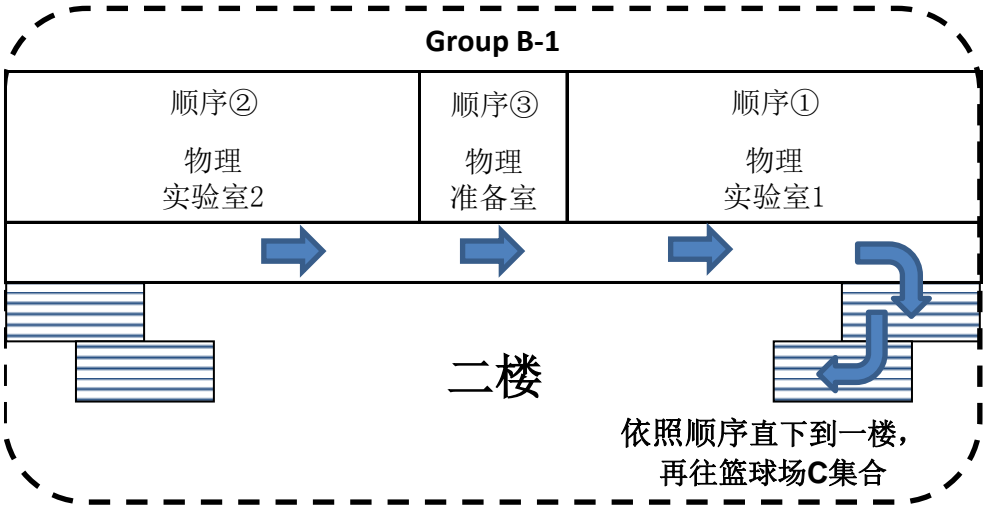 Group B-1
顺序②
物理
实验室2
顺序③
物理
准备室
顺序①
物理
实验室1
二楼
依照顺序直下到一楼，
再往篮球场C集合